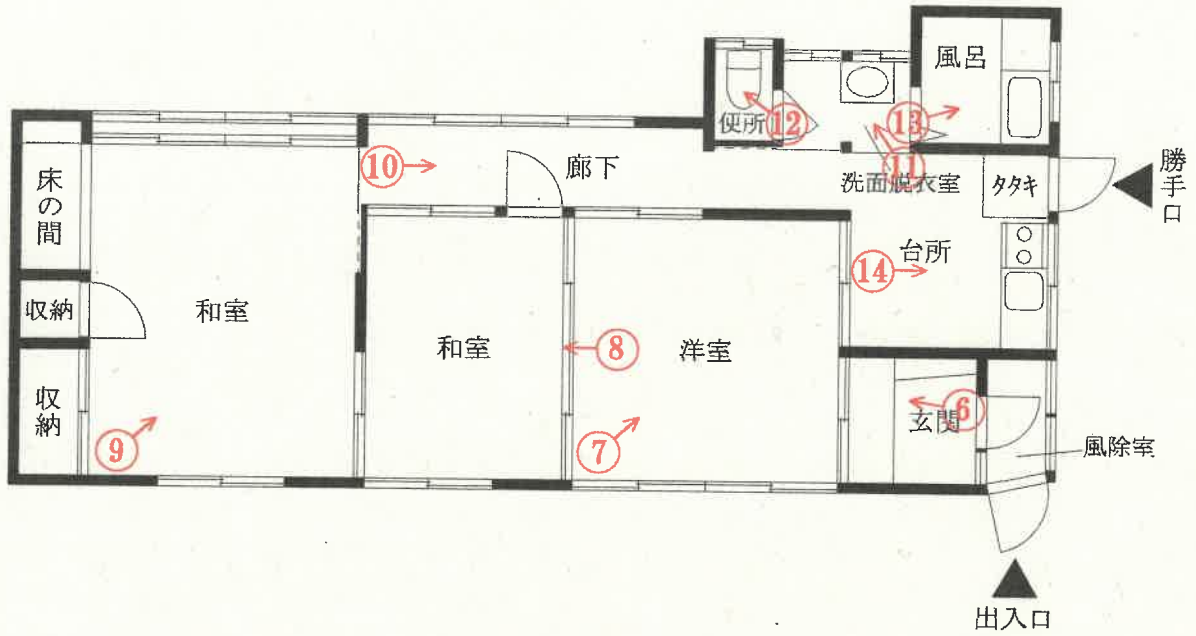 風呂
便所
⑫
⑬
⑪
⑩
廊下
洗面脱衣室
タタキ
勝手口
床の間
台所
⑭
収納
和室
和室
⑧
洋室
収納
⑨
⑦
⑥
玄関
風除室
出入口